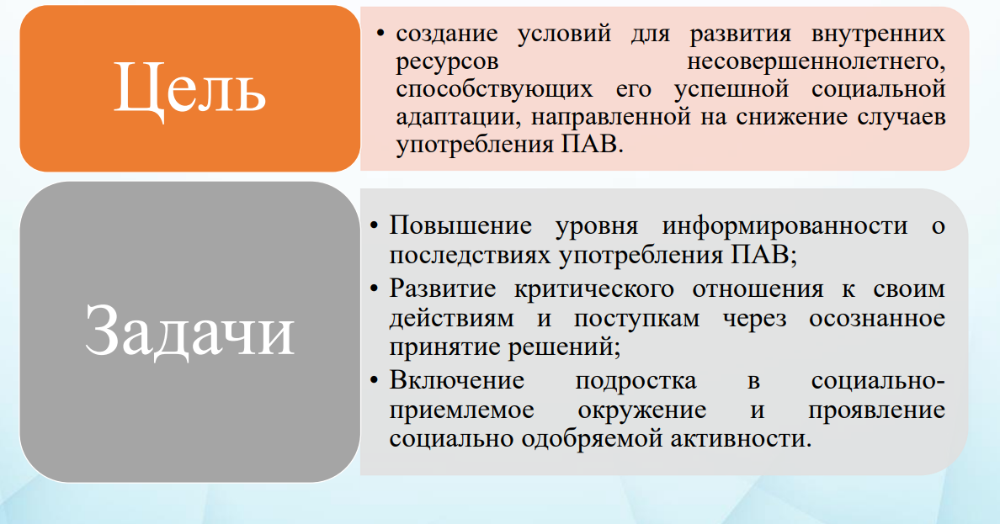 Цель
• создание условий для развития внутренних
ресурсов несовершеннолетнего,
способствующих его успешной социальной
адаптации, направленной на снижение случаев
употребления ПАВ.
Задачи
• Повышение уровня информированности о
последствиях употребления ПАВ;
• Развитие критического отношения к своим
действиям и поступкам через осознанное
принятие решений;
• Включение подростка в социально-
приемлемое окружение и проявление
социально одобряемой активности.